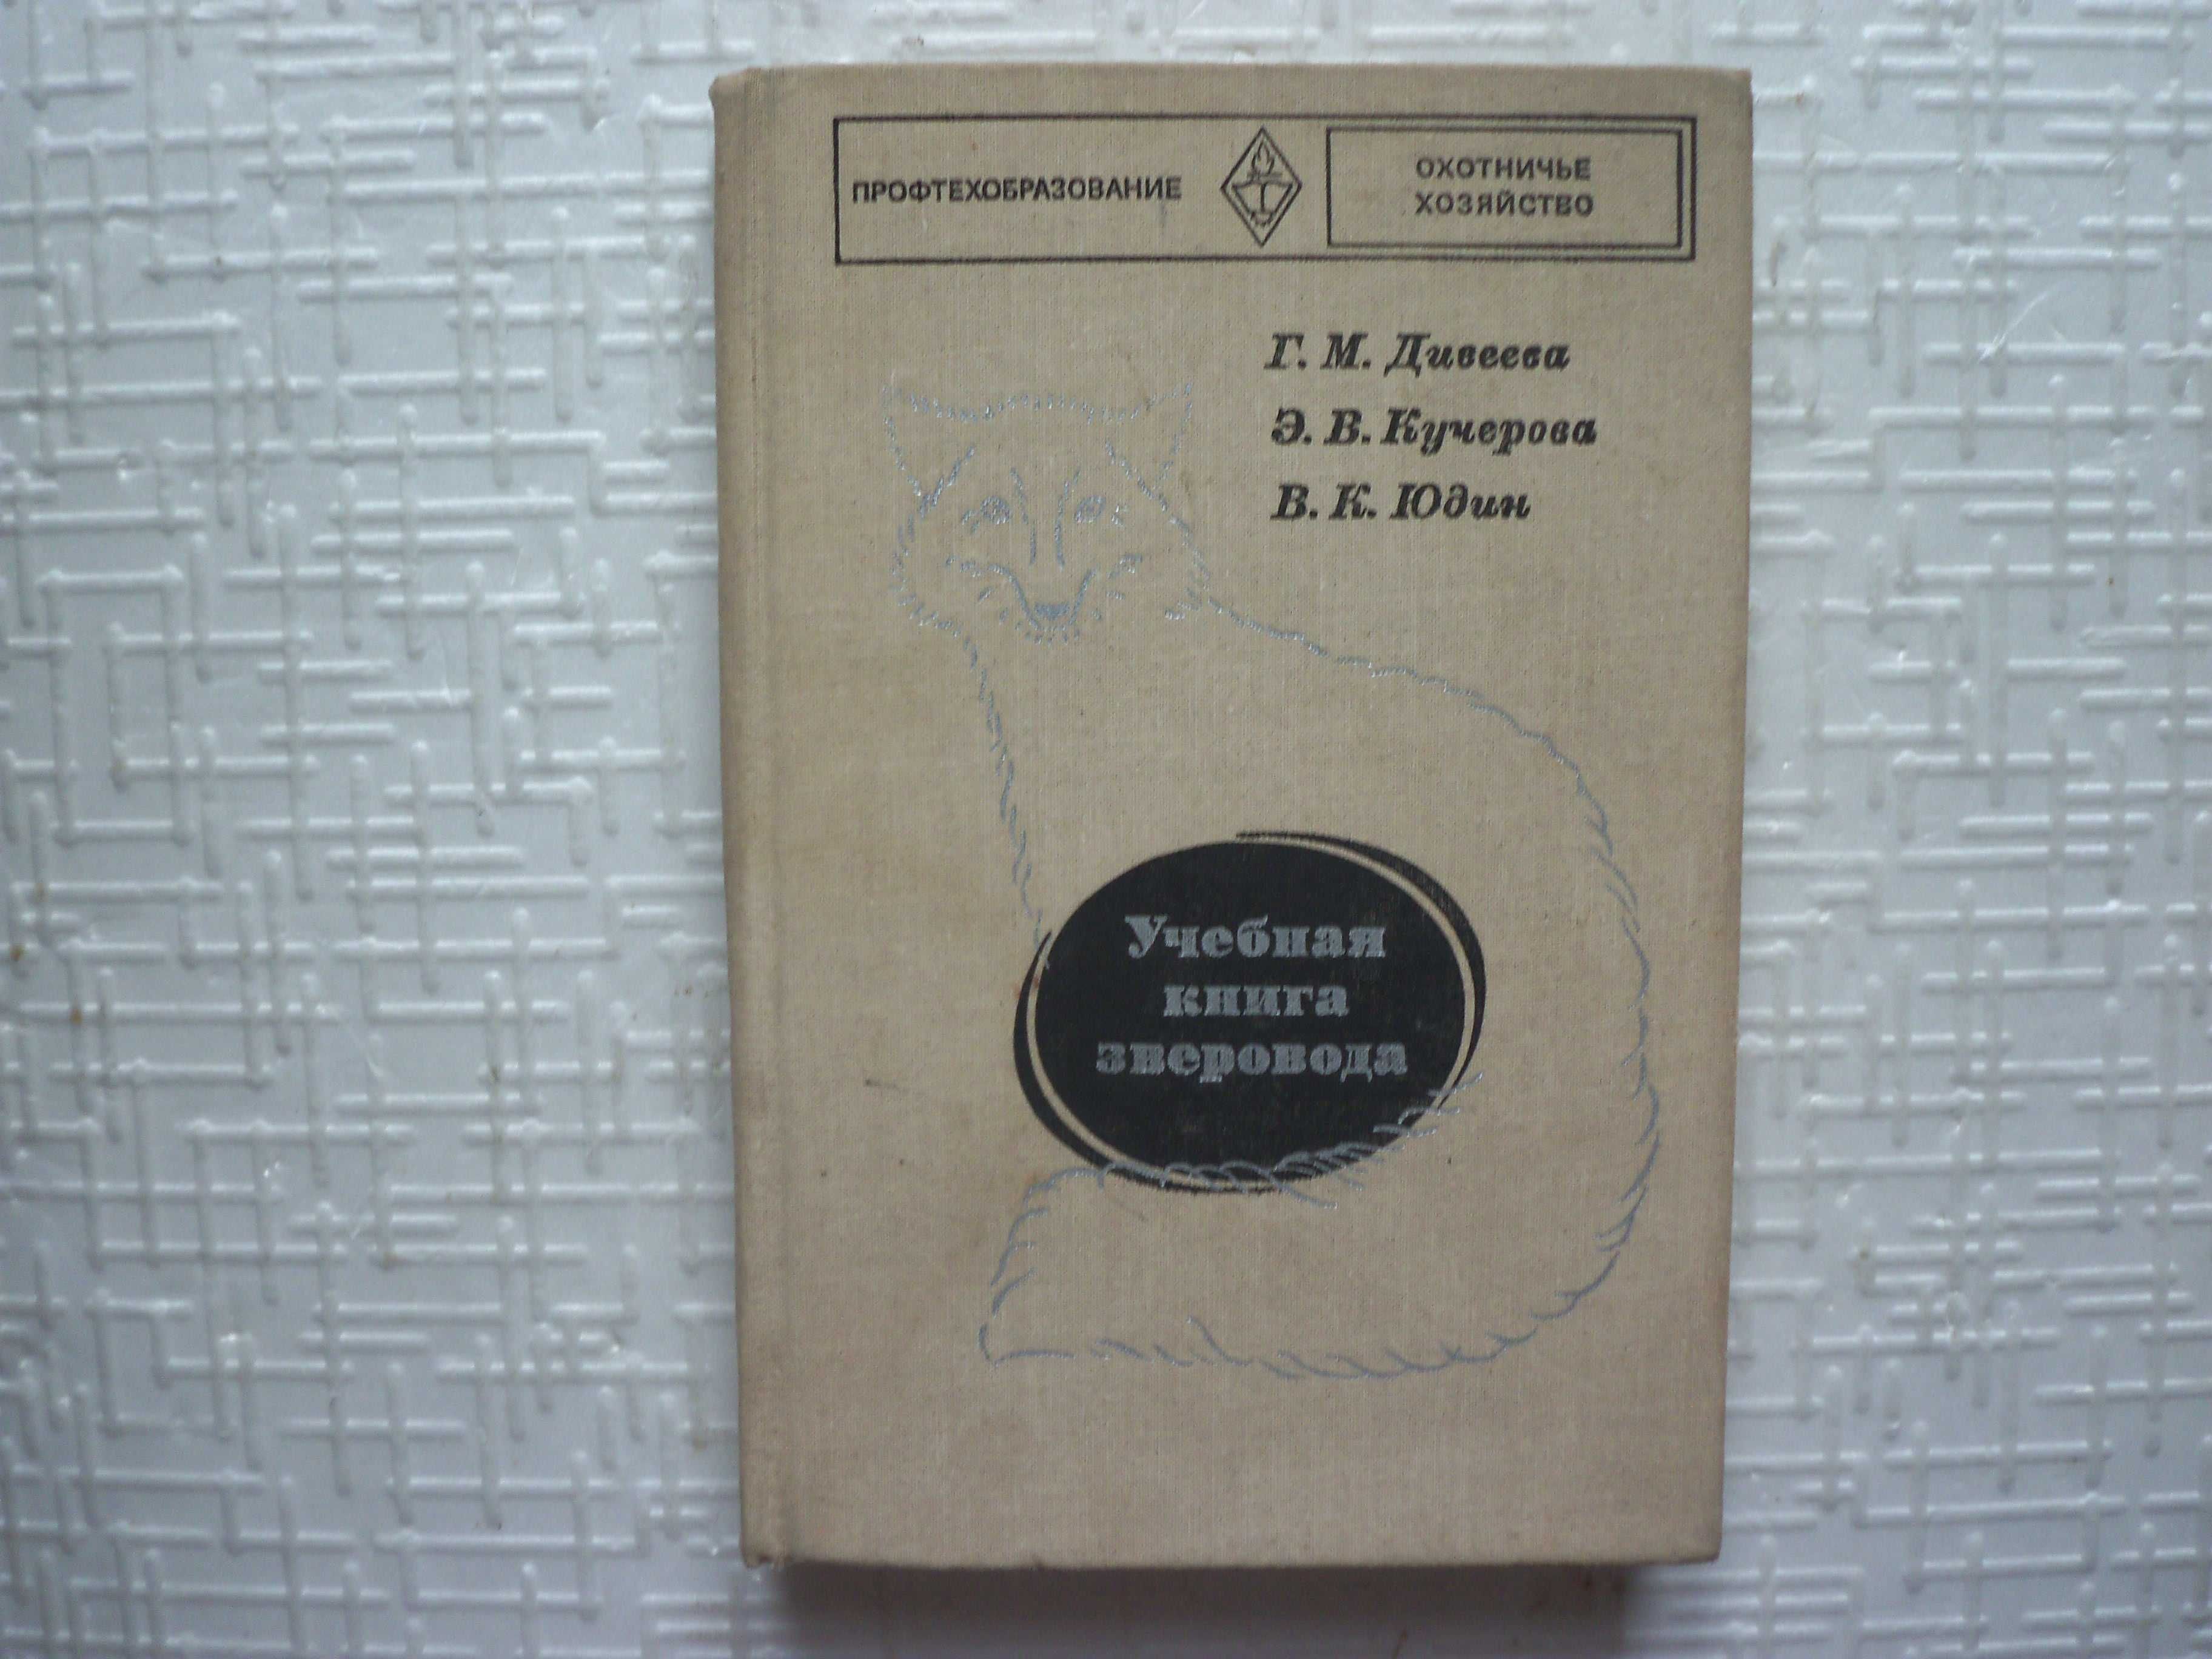 ПРОФТЕХОБРАЗОВАНИЕ
ОХОТНИЧЬЕ
ХОЗЯЙСТВО
Г. М. Дивеева
Э. В. Кучерова
В. К. Юдин
Учебная
книга
зверовода